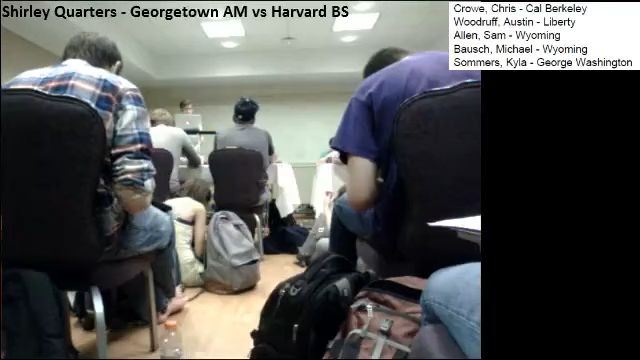 Shirley Quarters - Georgetown AM vs Harvard BS
Crowe, Chris - Cal Berkeley
Woodruff, Austin - Liberty
Allen, Sam - Wyoming
Bausch, Michael - Wyoming
Sommers, Kyla - George Washington